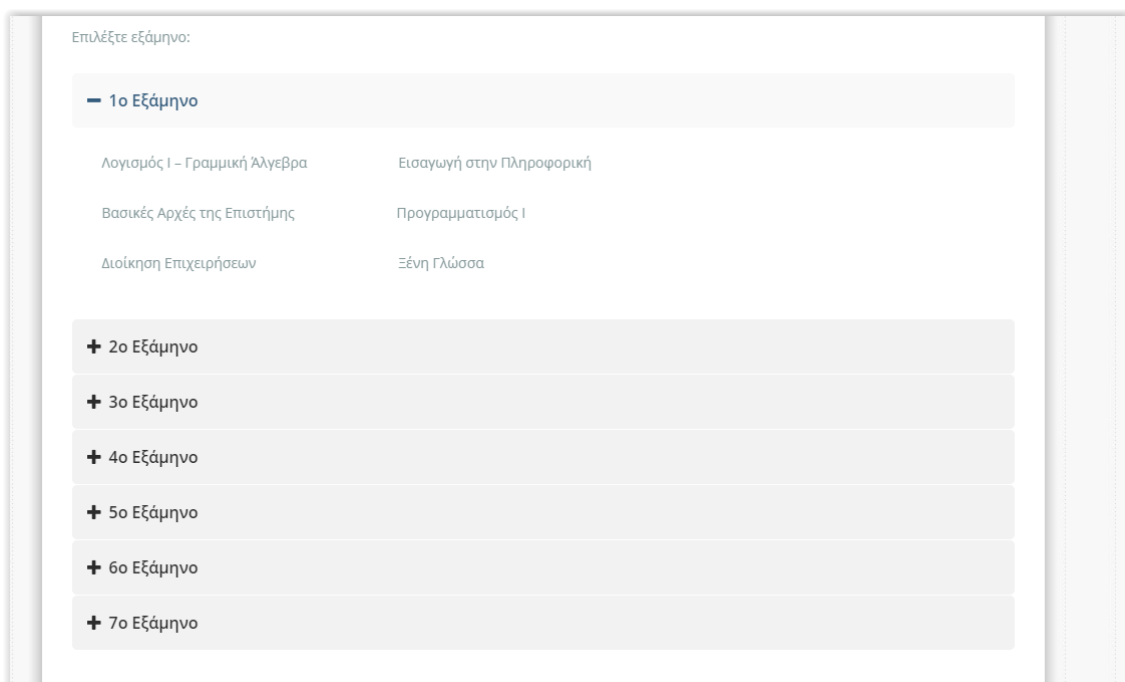 Επιλέξτε εξάμηνο:
1ο Εξάμηνο
Λογισμός Ι – Γραμμική Άλγεβρα Εισαγωγή στην Πληροφορική
Βασικές Αρχές της Επιστήμης Προγραμματισμός Ι
Διοίκηση Επιχειρήσεων Ξένη Γλώσσα
2ο Εξάμηνο
3ο Εξάμηνο
4ο Εξάμηνο
5ο Εξάμηνο
6ο Εξάμηνο
7ο Εξάμηνο